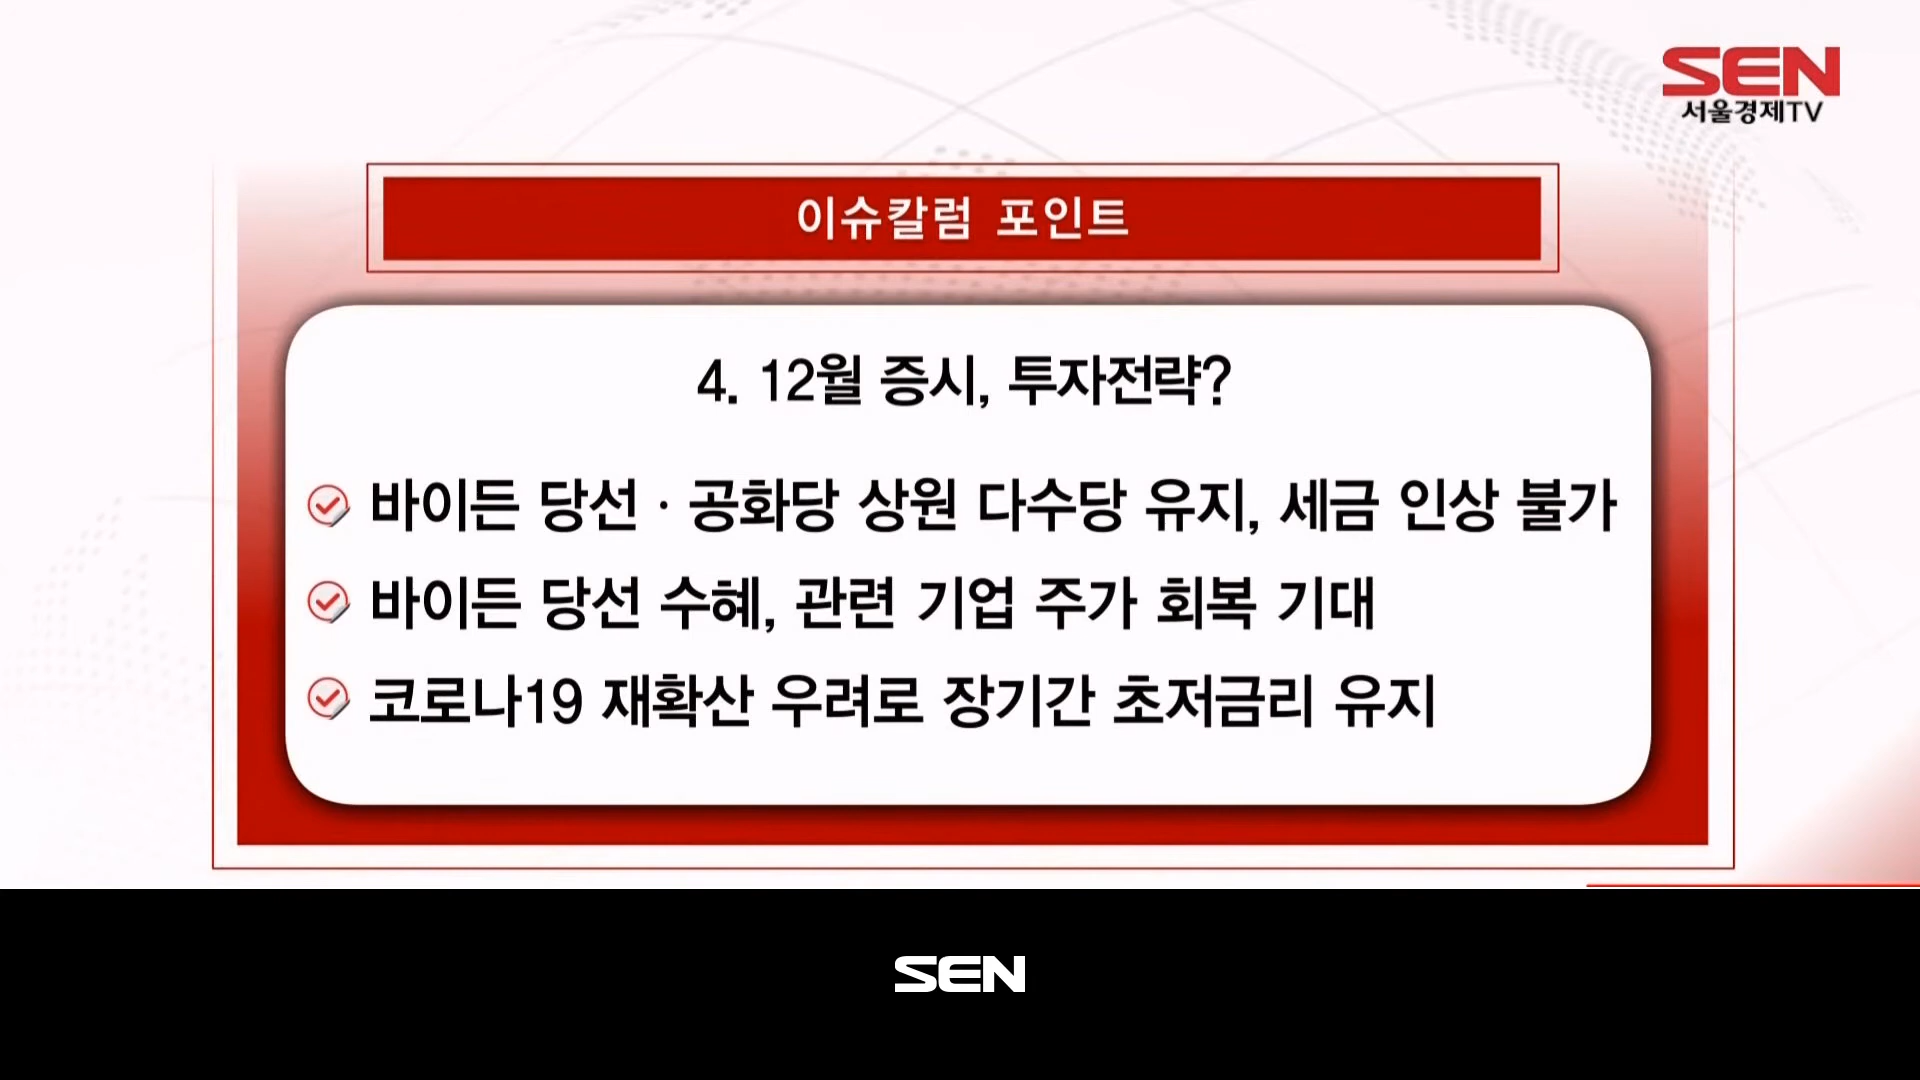 SEN
서울경제TV
이슈칼럼 포인트
4. 12월 증시, 투자전략?
바이든 당선 · 공화당 상원 다수당 유지, 세금 인상 불가
바이든 당선 수혜, 관련 기업 주가 회복 기대
코로나19 재확산 우려로 장기간 초저금리 유지
SEN